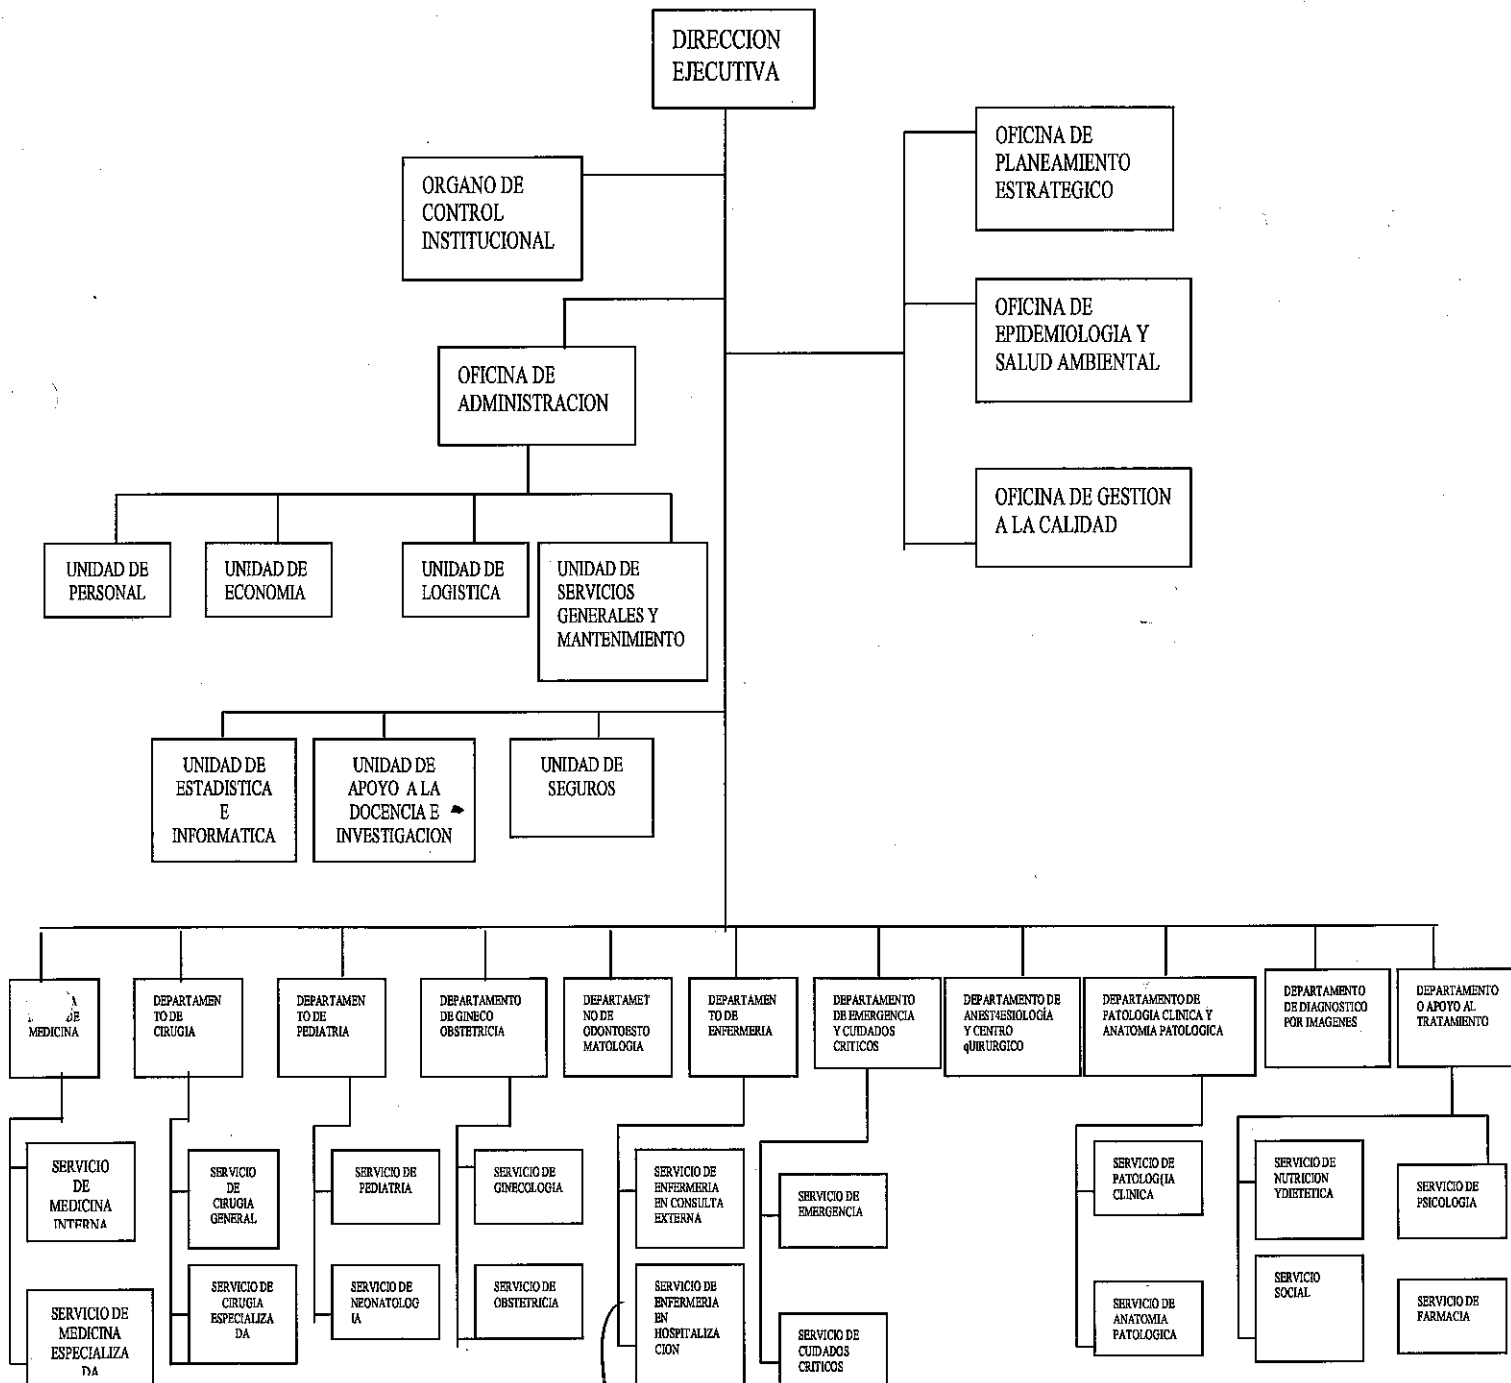 DIRECCION
EJECUTIVA
OFICINA DE
PLANEAMIENTO
ESTRATEGICO
ORGANO DE
CONTROL
INSTITUCIONAL
OFICINA DE
EPIDEMIOLOGIA Y
SALUD AMBIENTAL
OFICINA DE
ADMINISTRACION
OFICINA DE GESTION
A LA CALIDAD
UNIDAD DE
PERSONAL
UNIDAD DE
ECONOMIA
UNIDAD DE
LOGISTICA
UNIDAD DE
SERVICIOS
GENERALES Y
MANTENIMIENTO
UNIDAD DE
ESTADISTICA
E
INFORMATICA
UNIDAD DE
APOYO A LA
DOCENCIA E
INVESTIGACION
UNIDAD DE
SEGUROS
MEDICINA
DEPARTAMEN
TO DE
CIRUGIA
DEPARTAMEN
TO DE
PEDIATRIA
DEPARTAMENTO
DE GINECO
OBSTETRICIA
DEPARTAMET
NO DE
ODONTOESTO
MATOLOGIA
DEPARTAMEN
TO DE
ENFERMERIA
DEPARTAMENTO
DE EMERGENCIA
Y CUIDADOS
CRITICOS
DEPARTAMENTO DE
ANEST4ESIOLOGÍA
Y CENTRO
qUIRURGICO
DEPARTAMENTO DE
PATOLOGIA CLINICA Y
ANATOMIA PATOLOGICA
DEPARTAMENTO
DE DIAGNOSTICO
POR IMAGENES
DEPARTAMENTO
O APOYO AL
TRATAMIENTO
SERVICIO
DE
MEDICINA
INTERNA
SERVICIO
DE
CIRUGIA
GENERAL
SERVICIO DE
PEDIATRIA
SERVICIO DE
GINECOLOGIA
SERVICIO DE
ENFERMERIA
EN CONSULTA
EXTERNA
SERVICIO DE
EMERGENCIA
SERVICIO DE
PATOLOG{IA
CLINICA
SERVICIO DE
NUTRICION
YDIETETICA
SERVICIO DE
PSICOLOGIA
SERVICIO DE
MEDICINA
ESPECIALIZA
DA
SERVICIO DE
CIRUGIA
ESPECIALIZA
DA
SERVICIO DE
NEONATOLOG
IA
SERVICIO DE
OBSTETRICIA
SERVICIO DE
ENFERMERIA
EN
HOSPITALIZA
CION
SERVICIO DE
CUIDADOS
CRITICOS
SERVICIO DE
ANATOMIA
PATOLOGICA
SERVICIO
SOCIAL
SERVICIO DE
FARMACIA